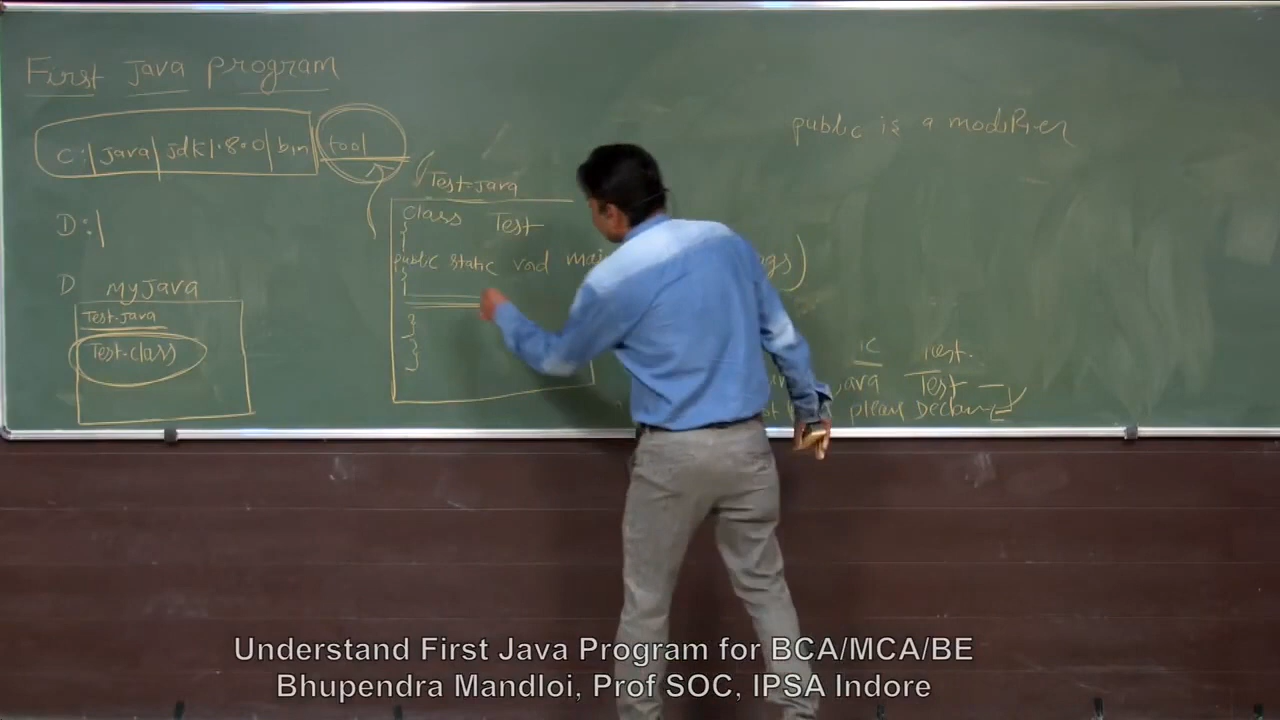 First Java program
C:\ java\ jdk1.8.0\ bin\ tool
D:\
D myJava
Test.java
Test.class
Test.java
class Test
{
public static void mai gs)
{
}
}
public is a modifier
Test.
ava Test
please Declare
Understand First Java Program for BCA/MCA/BE
Bhupendra Mandloi, Prof SOC, IPSA Indore